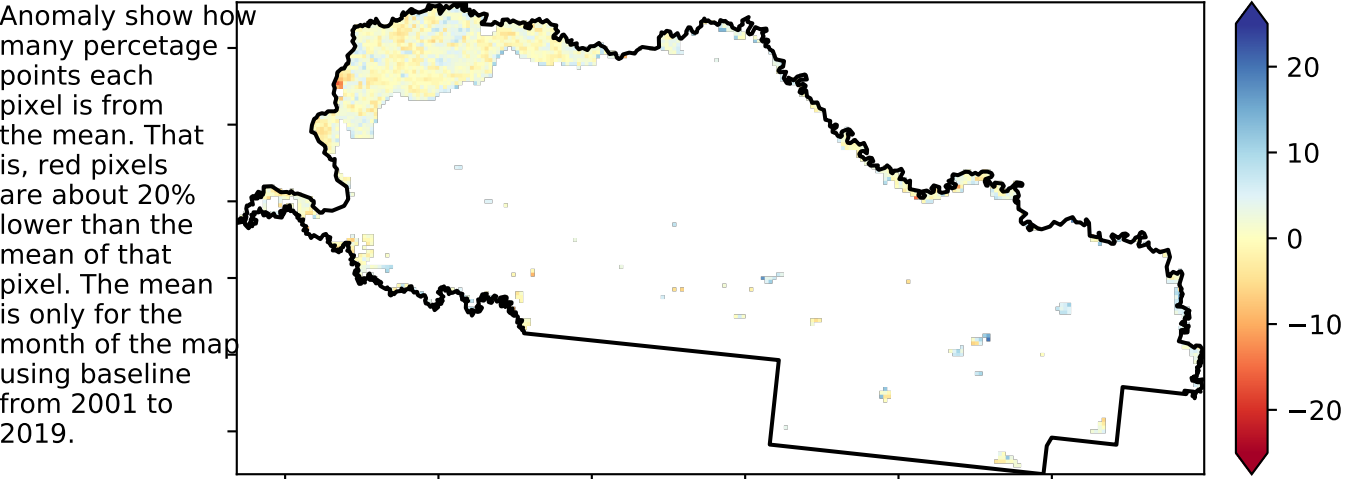 Anomaly show how
many percetage
points each
pixel is from
the mean. That
is, red pixels
are about 20%
lower than the
mean of that
pixel. The mean
is only for the
month of the map
using baseline
from 2001 to
2019.
20
10
0
−10
−20